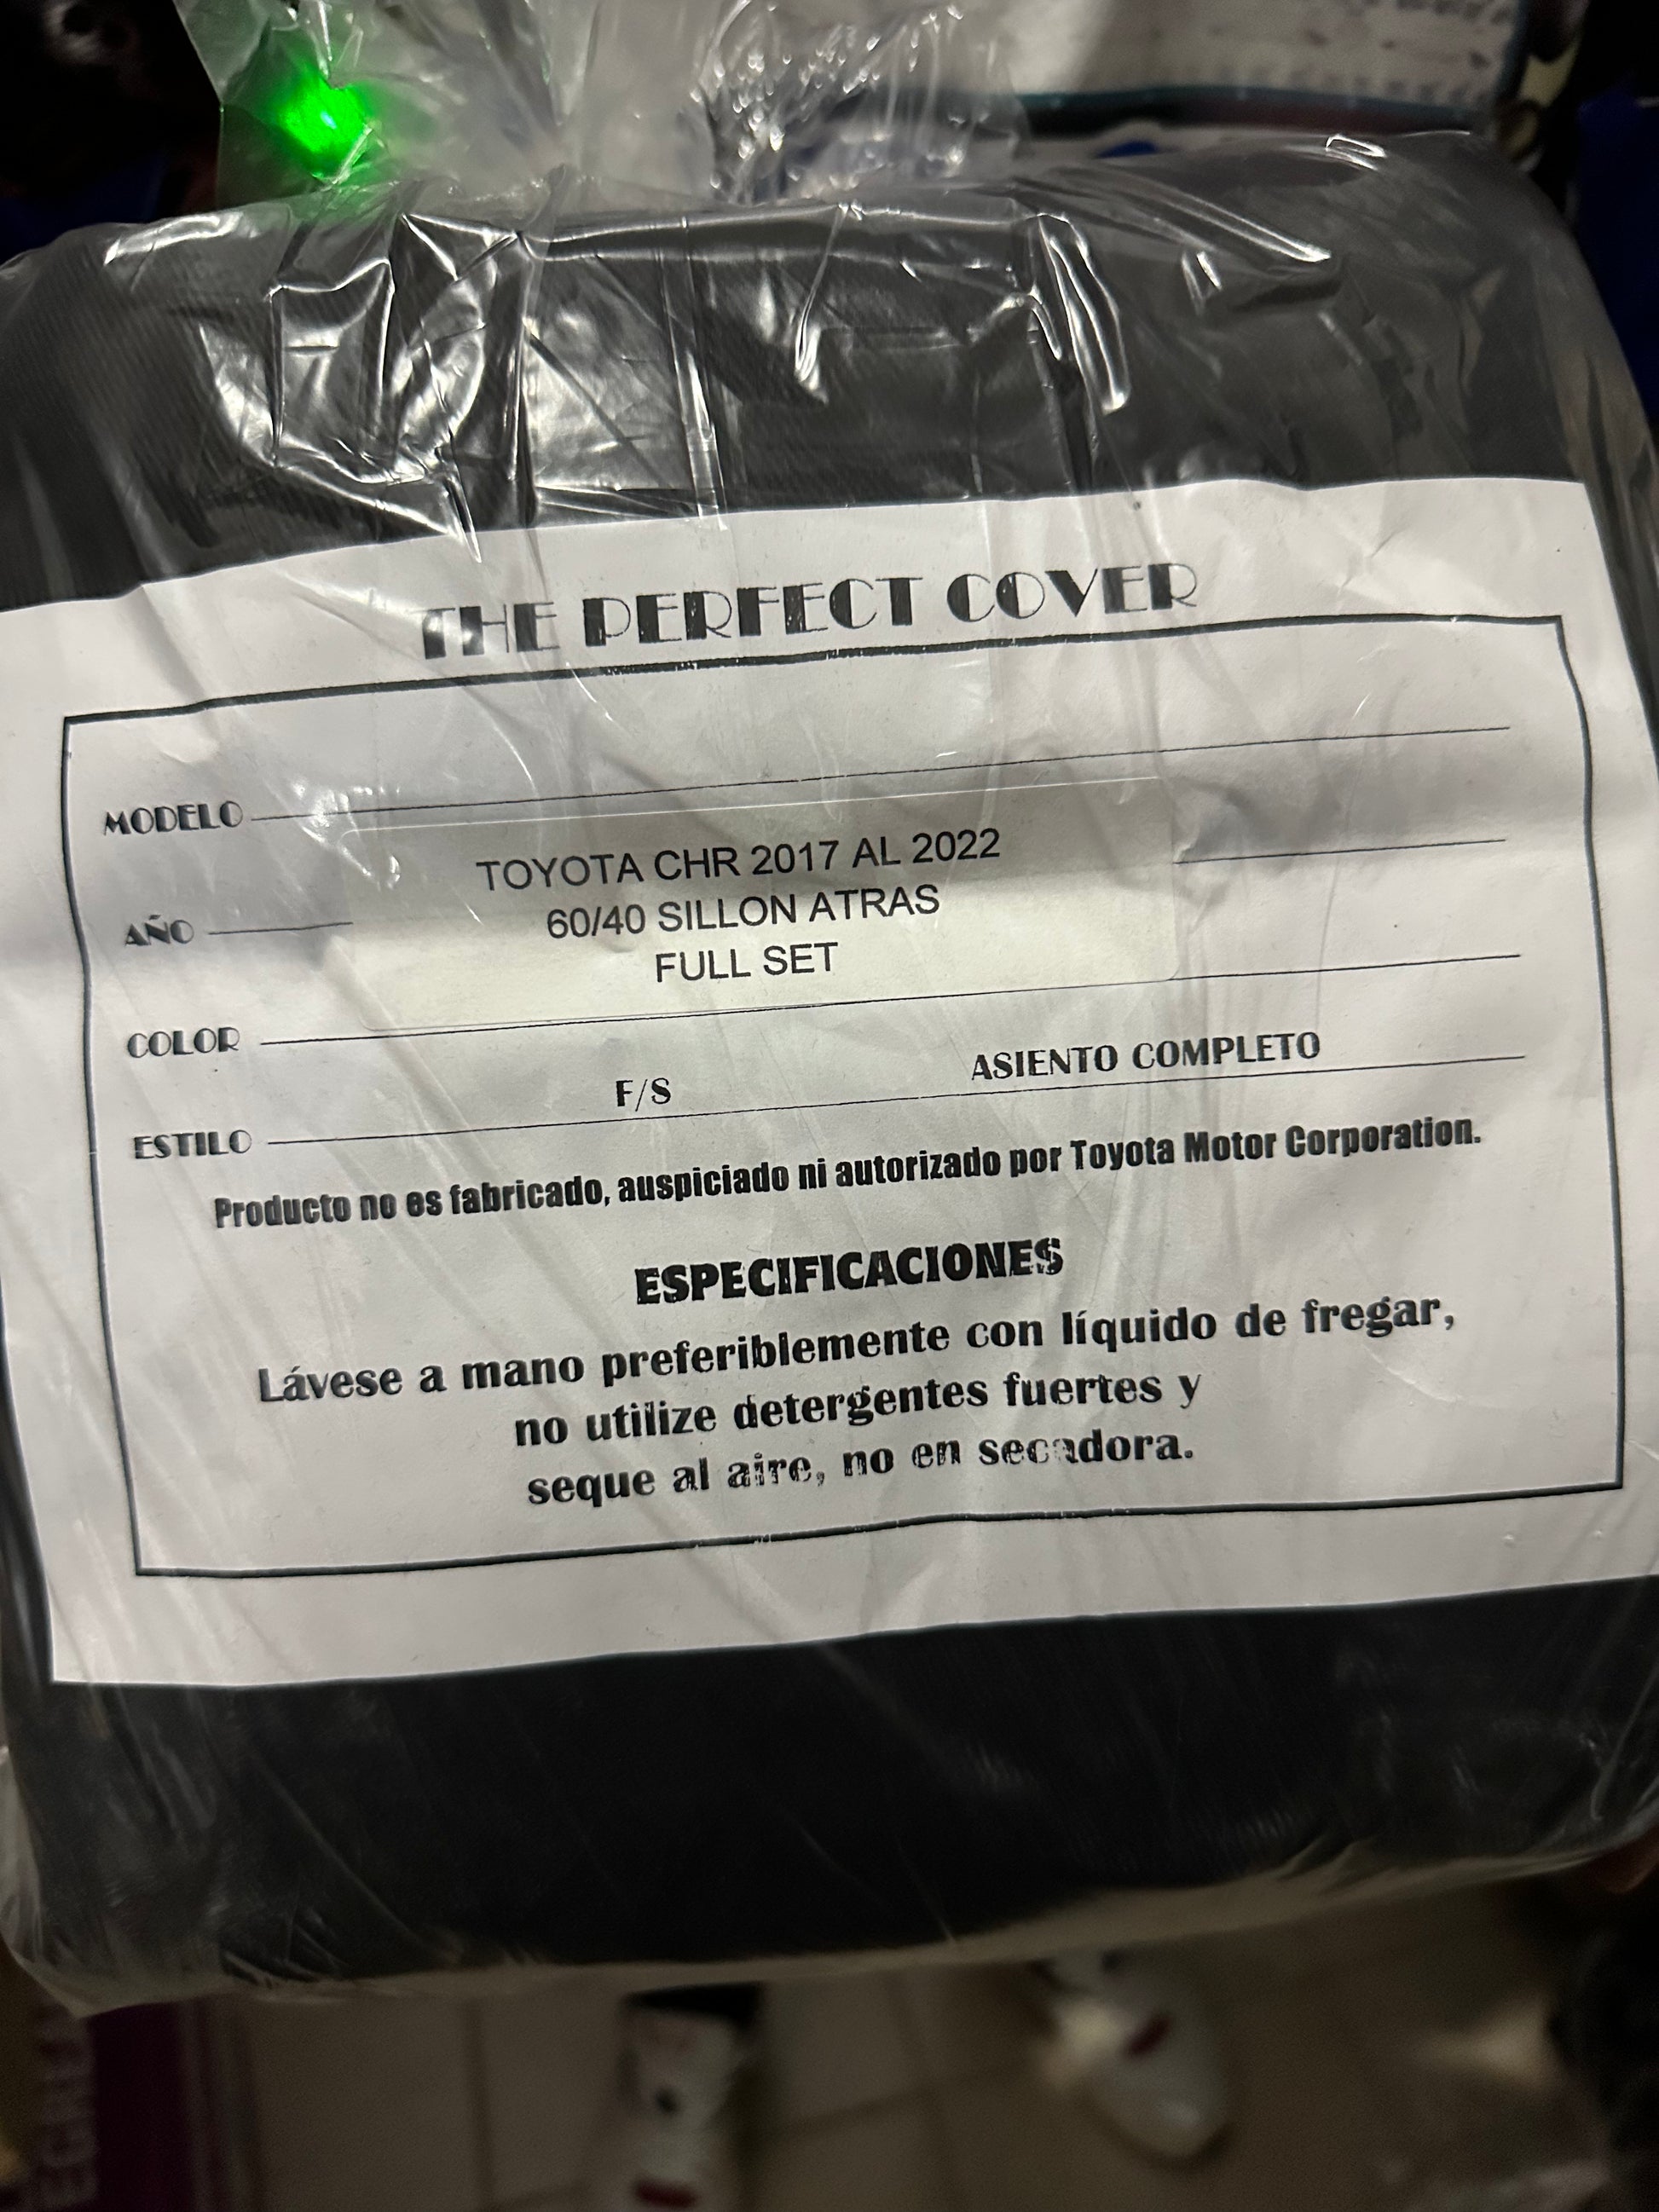 THE PERFECT COVER
MODELO
TOYOTA CHR 2017 AL 2022
AÑO
60/40 SILLON ATRAS
FULL SET
COLOR
ESTILO F/S ASIENTO COMPLETO
Producto no es fabricado, auspiciado ni autorizado por Toyota Motor Corporation.
ESPECIFICACIONES
Lávese a mano preferiblemente con líquido de fregar,
no utilize detergentes fuertes y
seque al aire, no en secadora.